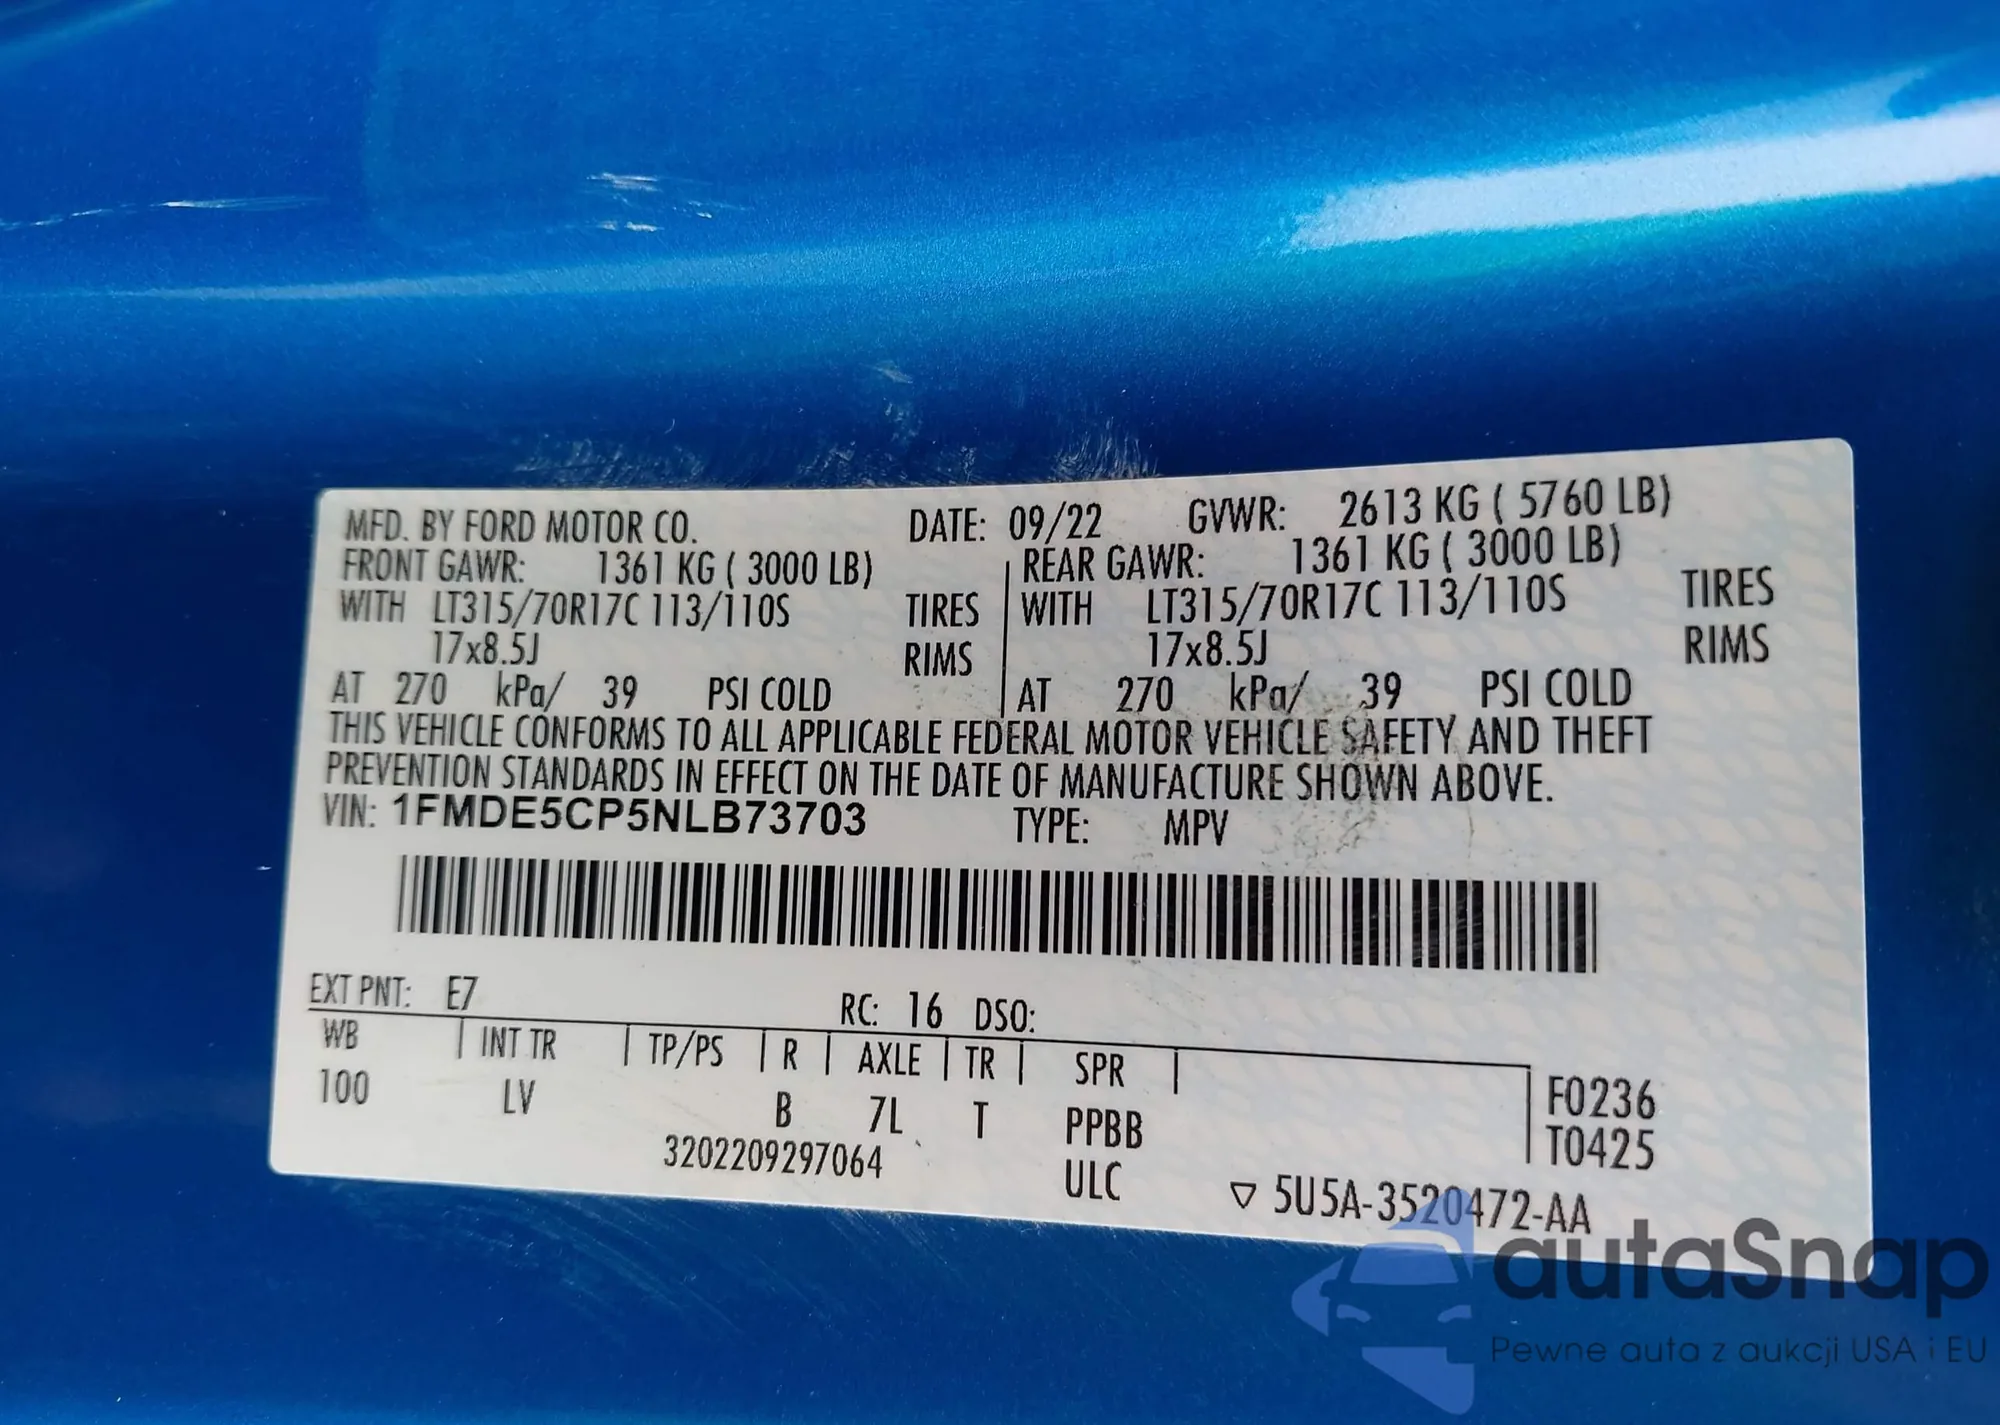 MFD. BY FORD MOTOR CO. DATE: 09/22 GVWR: 2613 KG ( 5760 LB)
FRONT GAWR: 1361 KG ( 3000 LB) REAR GAWR: 1361 KG ( 3000 LB)
WITH LT315/70R17C 113/110S TIRES WITH LT315/70R17C 113/110S TIRES
17x8.5J RIMS 17x8.5J RIMS
AT 270 kPa/ 39 PSI COLD AT 270 kPa/ 39 PSI COLD
THIS VEHICLE CONFORMS TO ALL APPLICABLE FEDERAL MOTOR VEHICLE SAFETY AND THEFT
PREVENTION STANDARDS IN EFFECT ON THE DATE OF MANUFACTURE SHOWN ABOVE.
VIN: 1FMDE5CP5NLB73703 TYPE: MPV
EXT PNT: E7 RC: 16 DSO:
WB INT TR TP/PS R AXLE TR SPR
100 LV B 7L T PPBB F0236
3202209297064 ULC T0425
▽ 5U5A-3520472-AA
autaSnap
Pewne auta z aukcji USA i EU